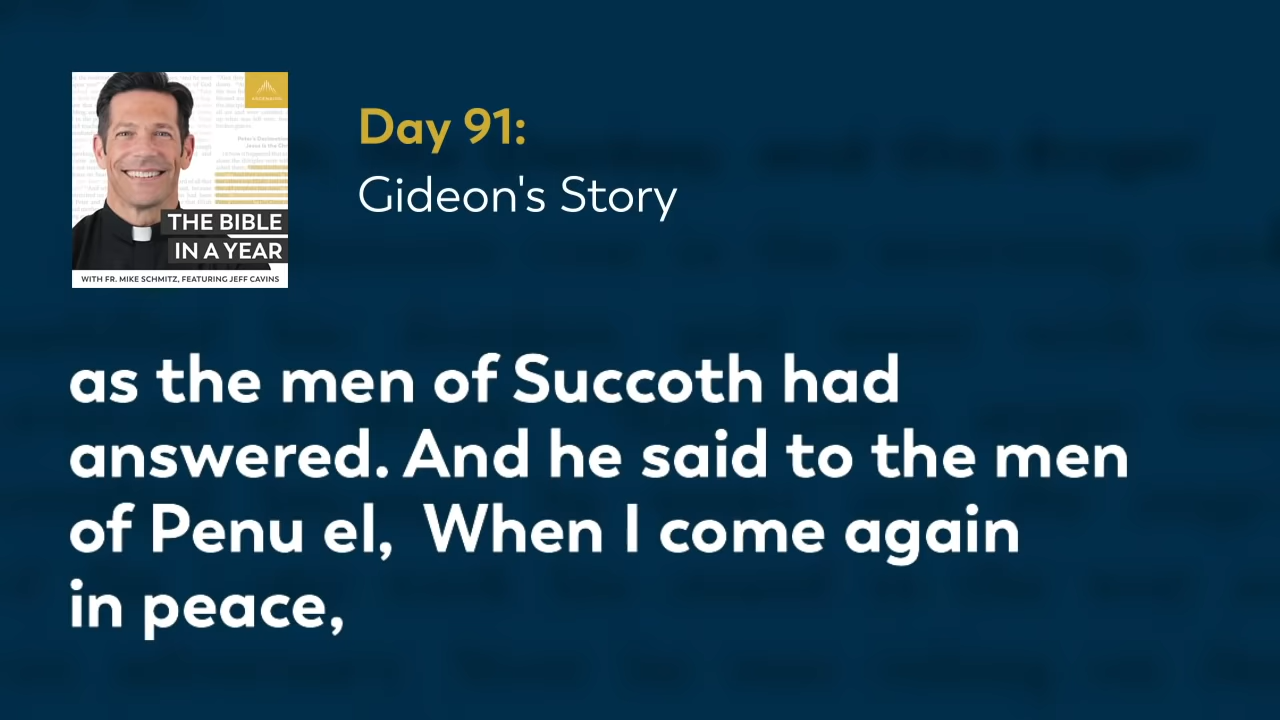 THE BIBLE
IN A YEAR
WITH FR. MIKE SCHMITZ, FEATURING JEFF CAVINS
Day 91:
Gideon's Story
as the men of Succoth had
answered. And he said to the men
of Penu el,  When I come again
in peace,